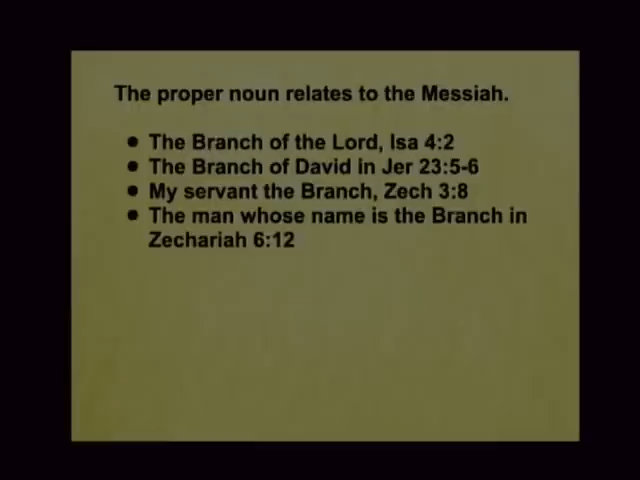 The proper noun relates to the Messiah.
• The Branch of the Lord, Isa 4:2
• The Branch of David in Jer 23:5-6
• My servant the Branch, Zech 3:8
• The man whose name is the Branch in
Zechariah 6:12